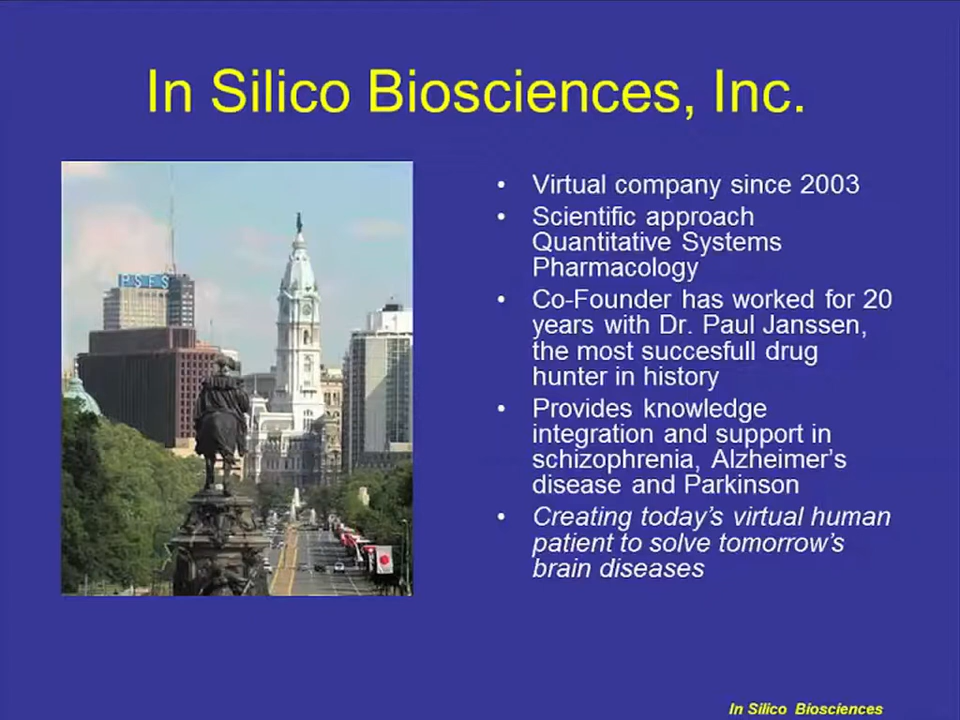 In Silico Biosciences, Inc.
PSFS
• Virtual company since 2003
• Scientific approach
Quantitative Systems
Pharmacology
• Co-Founder has worked for 20
years with Dr. Paul Janssen,
the most succesfull drug
hunter in history
• Provides knowledge
integration and support in
schizophrenia, Alzheimer’s
disease and Parkinson
• Creating today’s virtual human
patient to solve tomorrow’s
brain diseases
In Silico Biosciences